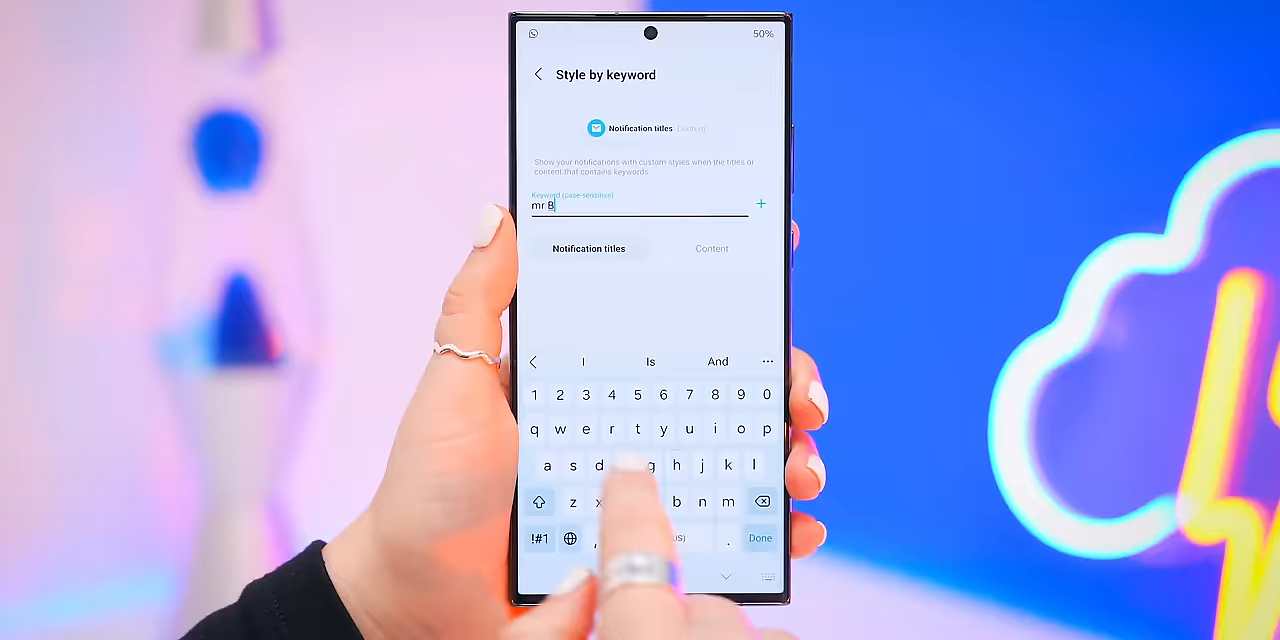 50%
Style by keyword
Notification titles Content
Show your notifications with custom styles when the titles or
content that contains keywords
Keyword (case-sensitive)
mr B
+
Notification titles Content
I Is And ...
1 2 3 4 5 6 7 8 9 0
q w e r t y u i o p
a s d g h j k l
z x b n m
!#1 , US) . Done